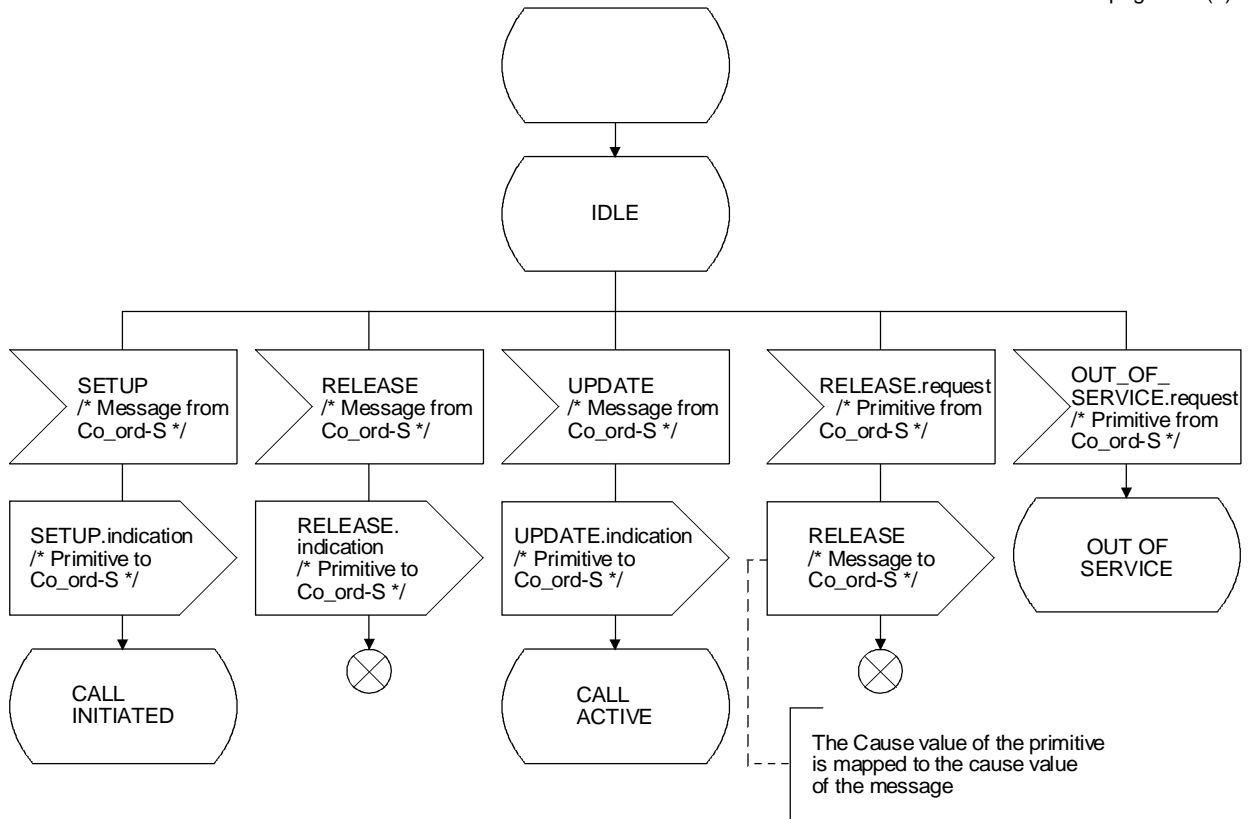 IDLE
SETUP
/* Message from
Co_ord-S */
RELEASE
/* Message from
Co_ord-S */
UPDATE
/* Message from
Co_ord-S */
RELEASE.request
/* Primitive from
Co_ord-S */
OUT_OF_
SERVICE.request
/* Primitive from
Co_ord-S */
SETUP.indication
/* Primitive to
Co_ord-S */
RELEASE.
indication
/* Primitive to
Co_ord-S */
UPDATE.indication
/* Primitive to
Co_ord-S */
RELEASE
/* Message to
Co_ord-S */
OUT OF
SERVICE
CALL
INITIATED
CALL
ACTIVE
The Cause value of the primitive
is mapped to the cause value
of the message